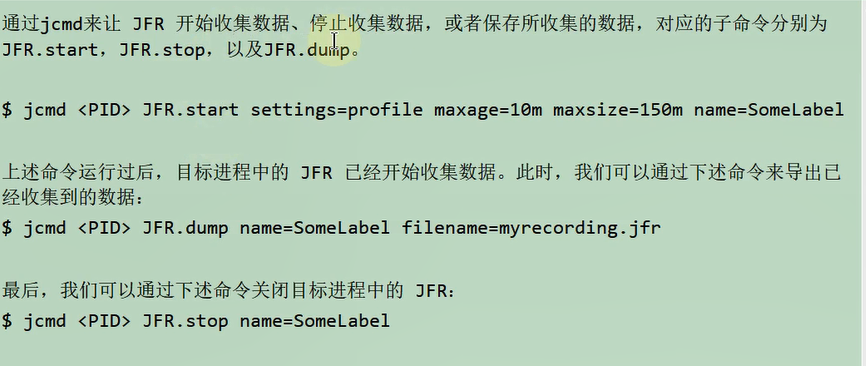 通过jcmd来让 JFR 开始收集数据、停止收集数据，或者保存所收集的数据，对应的子命令分别为
JFR.start，JFR.stop，以及JFR.dump。
$ jcmd <PID> JFR.start settings=profile maxage=10m maxsize=150m name=SomeLabel
上述命令运行过后，目标进程中的 JFR 已经开始收集数据。此时，我们可以通过下述命令来导出已
经收集到的数据：
$ jcmd <PID> JFR.dump name=SomeLabel filename=myrecording.jfr
最后，我们可以通过下述命令关闭目标进程中的 JFR：
$ jcmd <PID> JFR.stop name=SomeLabel